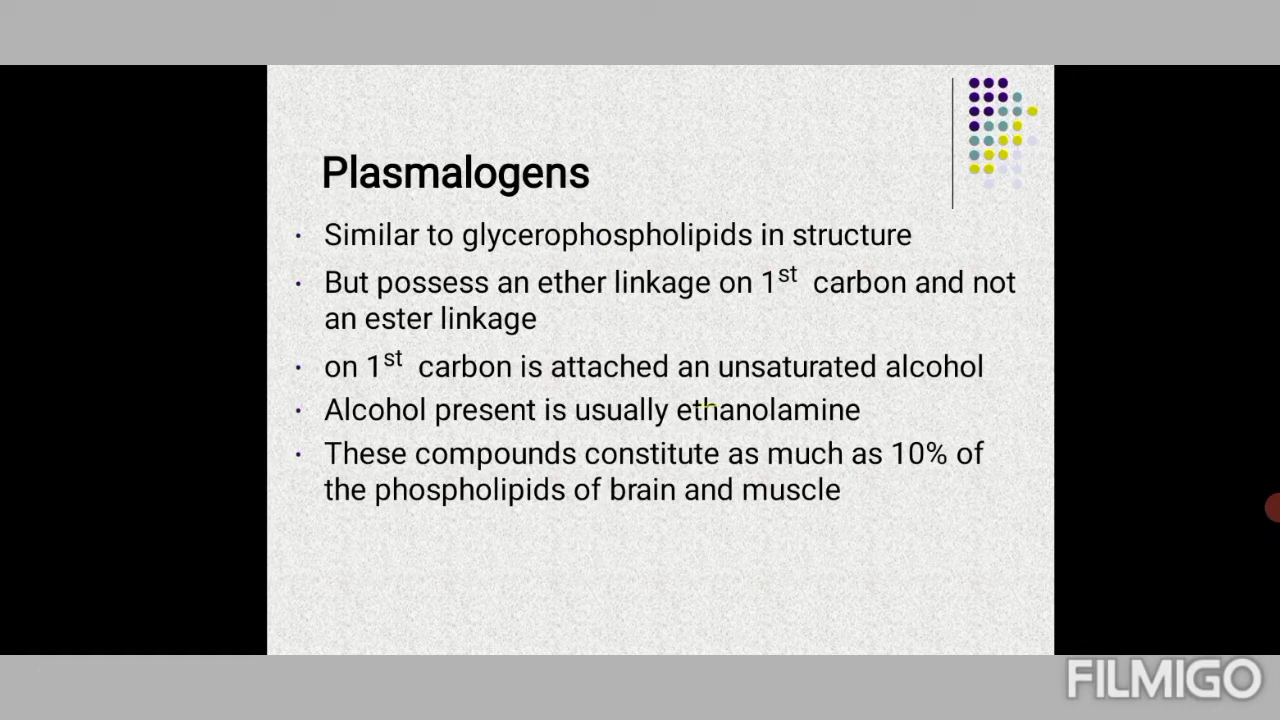 Plasmalogens
· Similar to glycerophospholipids in structure
· But possess an ether linkage on 1st carbon and not
an ester linkage
· on 1st carbon is attached an unsaturated alcohol
· Alcohol present is usually ethanolamine
· These compounds constitute as much as 10% of
the phospholipids of brain and muscle
FILMIGO